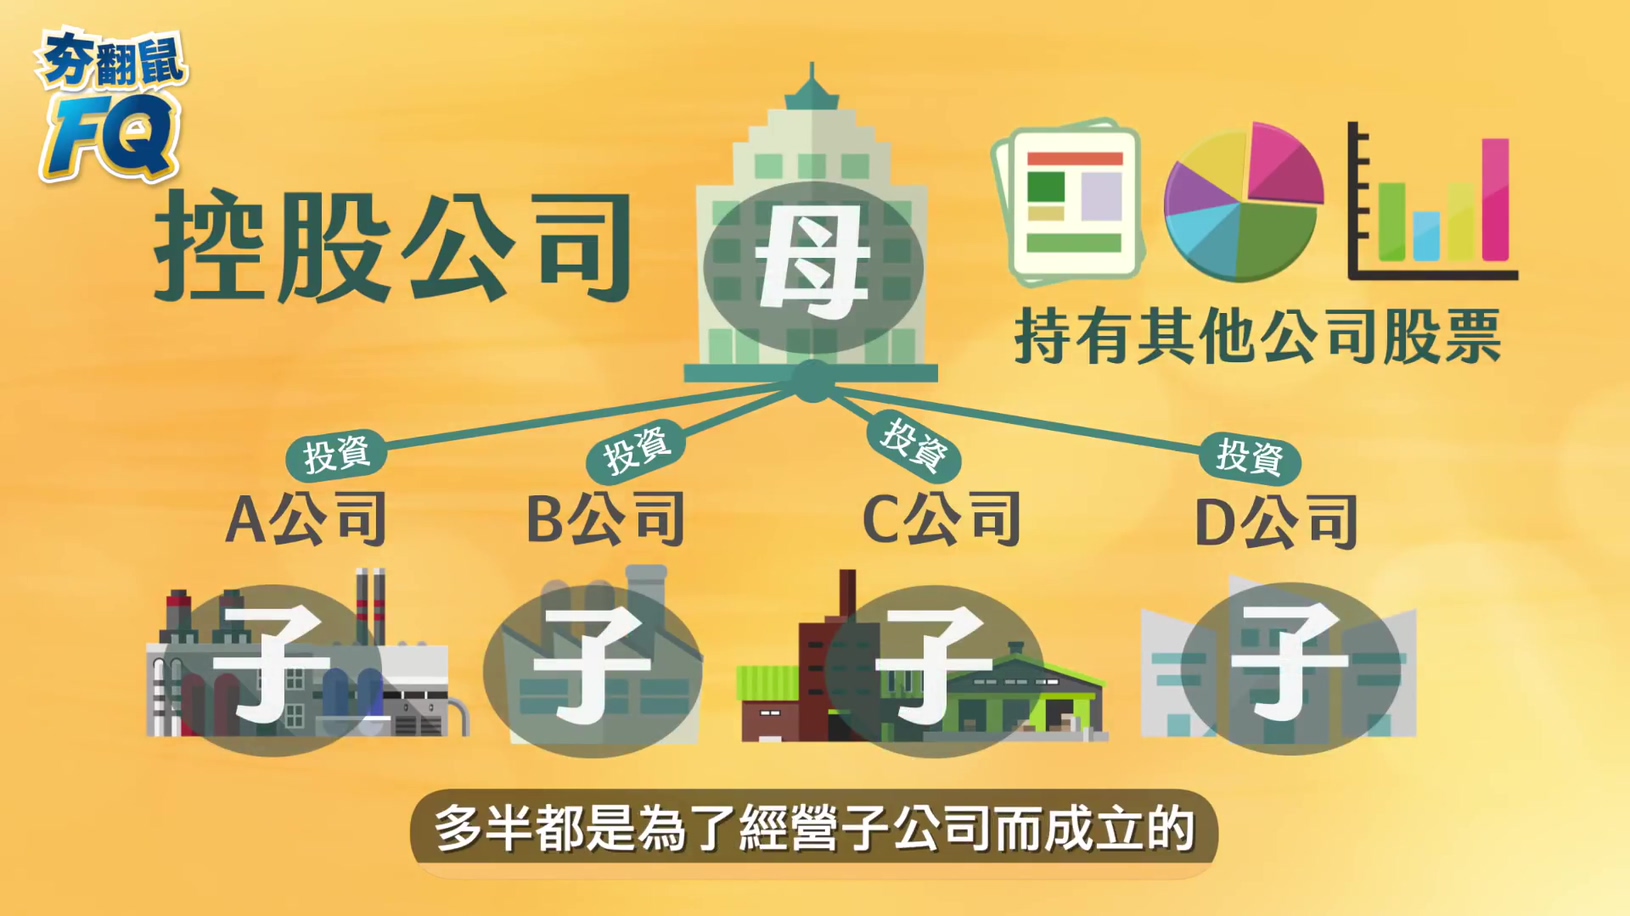 夯翻鼠
FQ
控股公司
母
持有其他公司股票
投資
投資
投資
投資
A公司
B公司
C公司
D公司
子
子
子
子
多半都是為了經營子公司而成立的